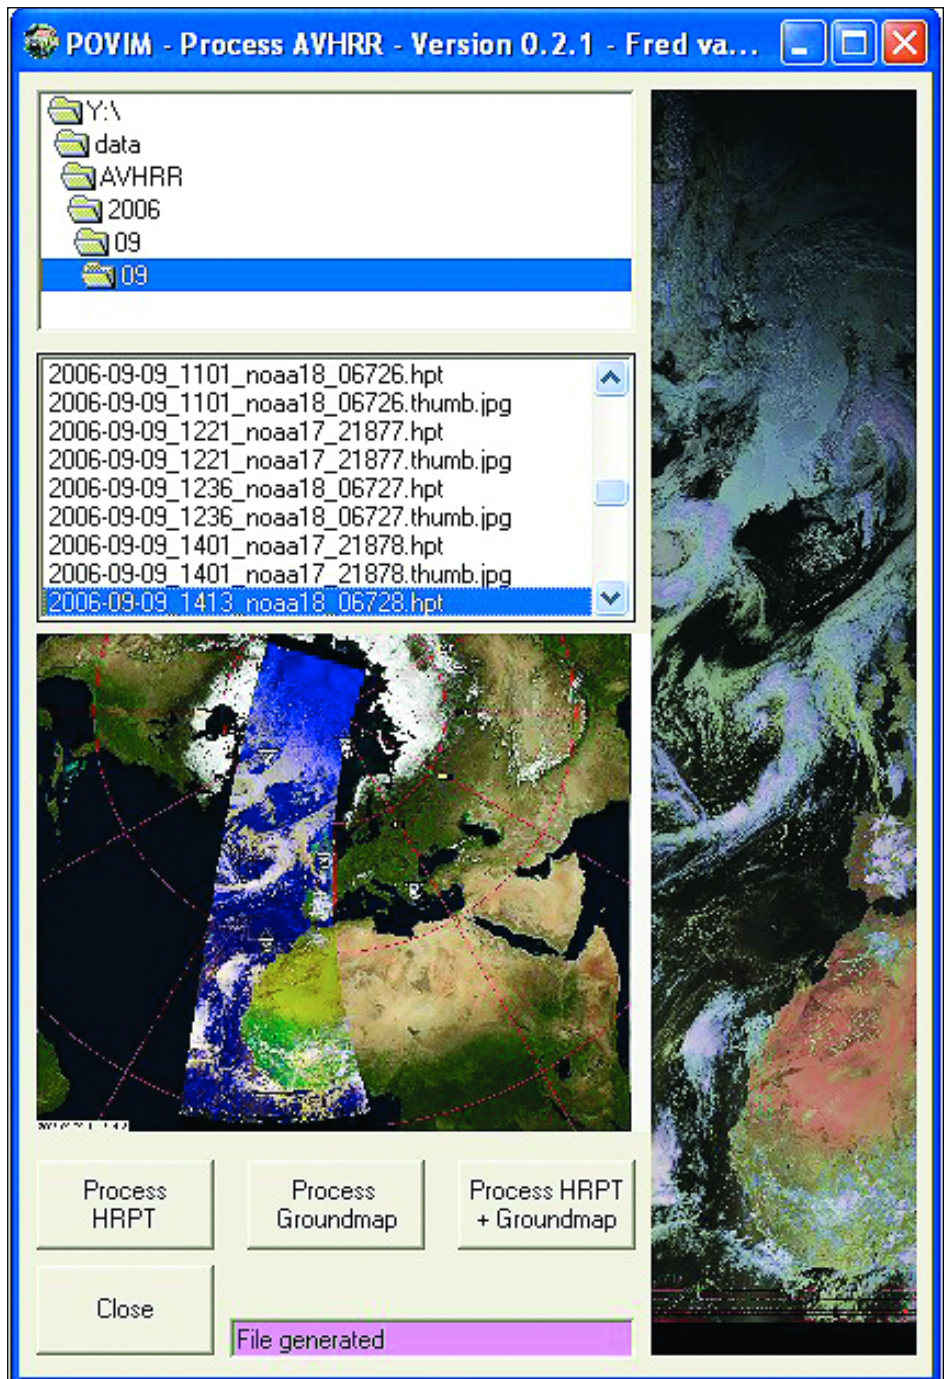 POVIM - Process AVHRR - Version 0.2.1 - Fred va...
Y:\
data
AVHRR
2006
09
09
2006-09-09_1101_noaa18_06726.hpt
2006-09-09_1101_noaa18_06726.thumb.jpg
2006-09-09_1221_noaa17_21877.hpt
2006-09-09_1221_noaa17_21877.thumb.jpg
2006-09-09_1236_noaa18_06727.hpt
2006-09-09_1236_noaa18_06727.thumb.jpg
2006-09-09_1401_noaa17_21878.hpt
2006-09-09_1401_noaa17_21878.thumb.jpg
2006-09-09_1413_noaa18_06728.hpt
Process
HRPT
Process
Groundmap
Process HRPT
+ Groundmap
Close
File generated